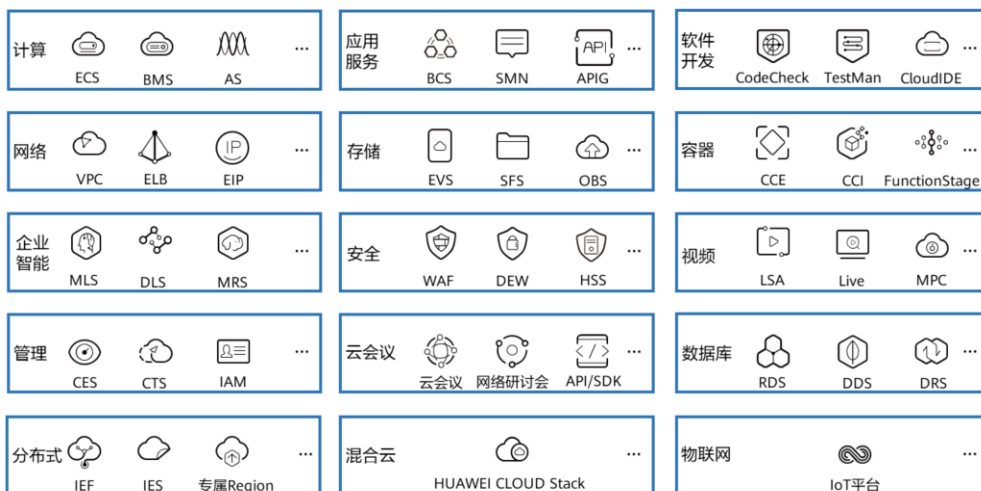 计算
ECS BMS AS ...
应用
服务
API
BCS SMN APIG ...
软件
开发
CodeCheck TestMan CloudIDE ...
网络
IP
VPC ELB EIP ...
存储
EVS SFS OBS ...
容器
CCE CCI FunctionStage ...
企业
智能
MLS DLS MRS ...
安全
WAF DEW HSS ...
视频
LSA Live MPC ...
管理
CES CTS IAM ...
云会议
云会议 网络研讨会 API/SDK ...
数据库
RDS DDS DRS ...
分布式
IEF IES 专属Region ...
混合云
HUAWEI CLOUD Stack ...
物联网
IoT平台 ...